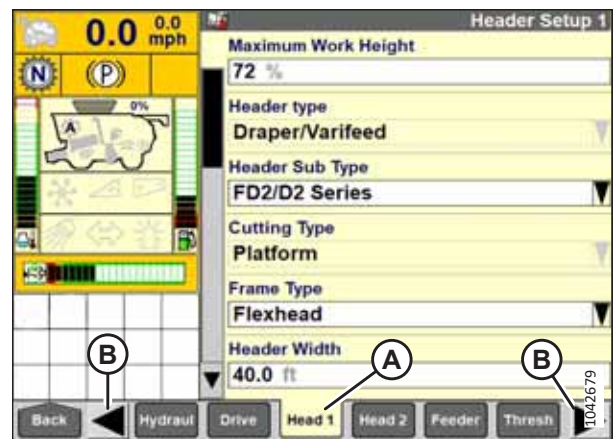 0.0 0.0 mph
Header Setup 1
N (P)
Maximum Work Height
72 %
0%
A
Header type
Draper/Varifeed
Header Sub Type
FD2/D2 Series
Cutting Type
Platform
Frame Type
Flexhead
Header Width
40.0 ft
B
A
B
Back
Hydraul
Drive
Head 1
Head 2
Feeder
Thresh
1042679